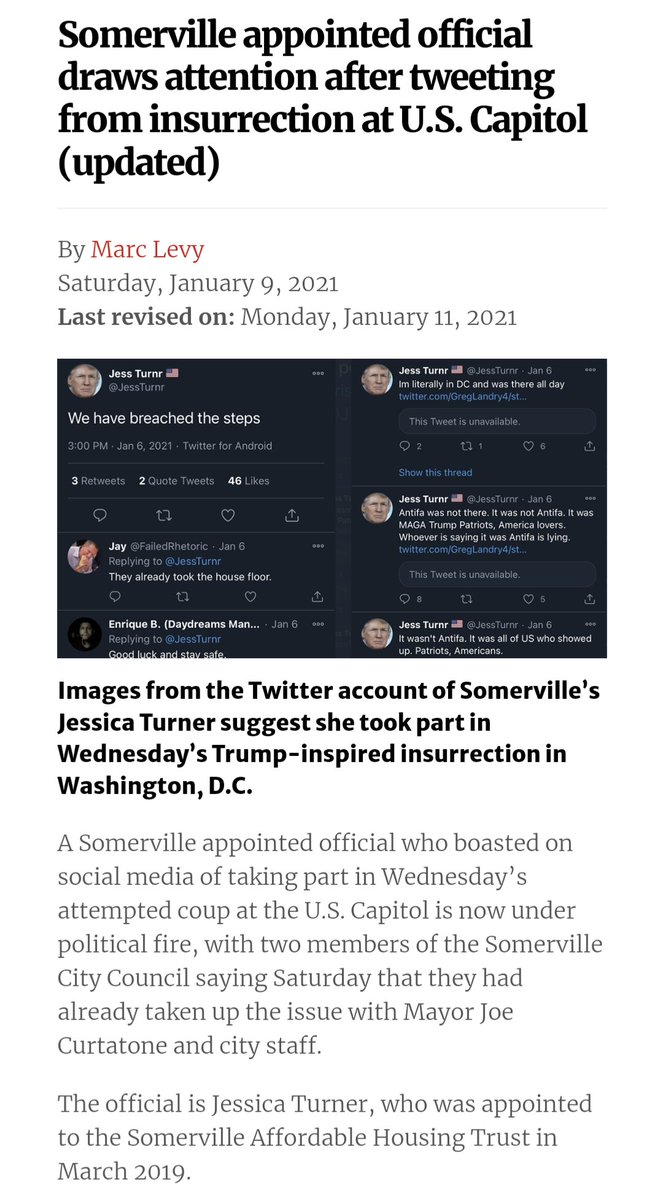 Somerville appointed official
draws attention after tweeting
from insurrection at U.S. Capitol
(updated)
By Marc Levy
Saturday, January 9, 2021
Last revised on: Monday, January 11, 2021
Jess Turnr
@JessTurnr
We have breached the steps
3:00 PM · Jan 6, 2021 · Twitter for Android
3 Retweets 2 Quote Tweets 46 Likes
Jay @FailedRhetoric · Jan 6
Replying to @JessTurnr
They already took the house floor.
Enrique B. (Daydreams Man... · Jan 6
Replying to @JessTurnr
Good luck and stay safe.
Jess Turnr @JessTurnr · Jan 6
Im literally in DC and was there all day
twitter.com/GregLandry4/st...
This Tweet is unavailable.
2 1 6
Show this thread
Jess Turnr @JessTurnr · Jan 6
Antifa was not there. It was not Antifa. It was
MAGA Trump Patriots, America lovers.
Whoever is saying it was Antifa is lying.
twitter.com/GregLandry4/st...
This Tweet is unavailable.
8 5
Jess Turnr @JessTurnr · Jan 6
It wasn't Antifa. It was all of US who showed
up. Patriots, Americans.
Images from the Twitter account of Somerville’s
Jessica Turner suggest she took part in
Wednesday’s Trump-inspired insurrection in
Washington, D.C.
A Somerville appointed official who boasted on
social media of taking part in Wednesday’s
attempted coup at the U.S. Capitol is now under
political fire, with two members of the Somerville
City Council saying Saturday that they had
already taken up the issue with Mayor Joe
Curtatone and city staff.
The official is Jessica Turner, who was appointed
to the Somerville Affordable Housing Trust in
March 2019.